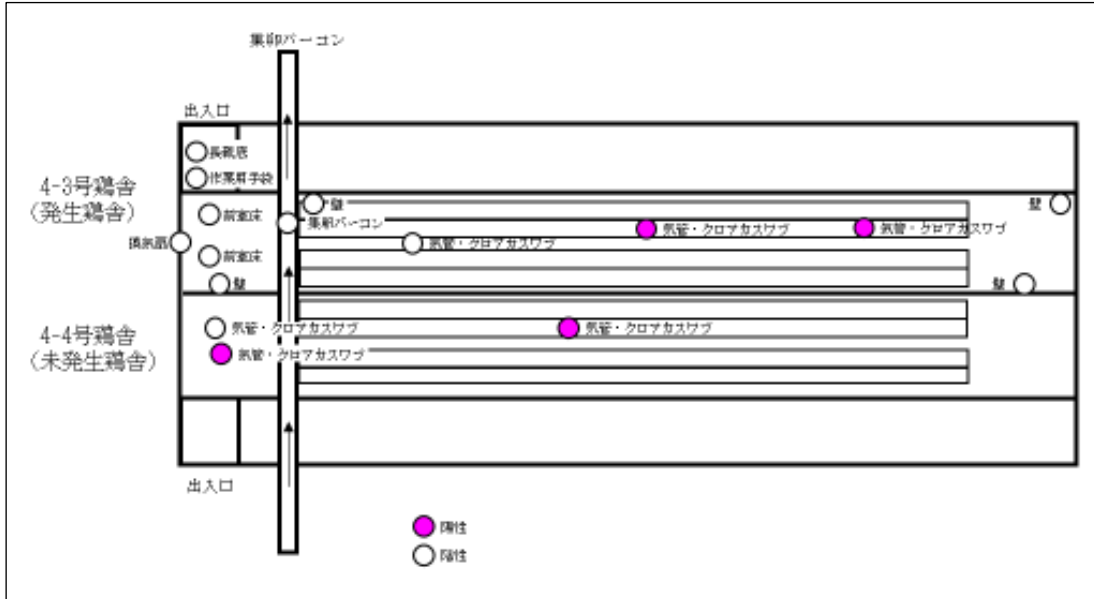 集卵バーコン
出入口
長靴底
作業用手袋
4-3号鶏舎
(発生鶏舎)
壁
壁
前室床
集卵バーコン
気管・クロアカスワブ
気管・クロアカスワブ
換気扇
気管・クロアカスワブ
前室床
壁
壁
4-4号鶏舎
(未発生鶏舎)
気管・クロアカスワブ
気管・クロアカスワブ
気管・クロアカスワブ
出入口
陽性
陰性